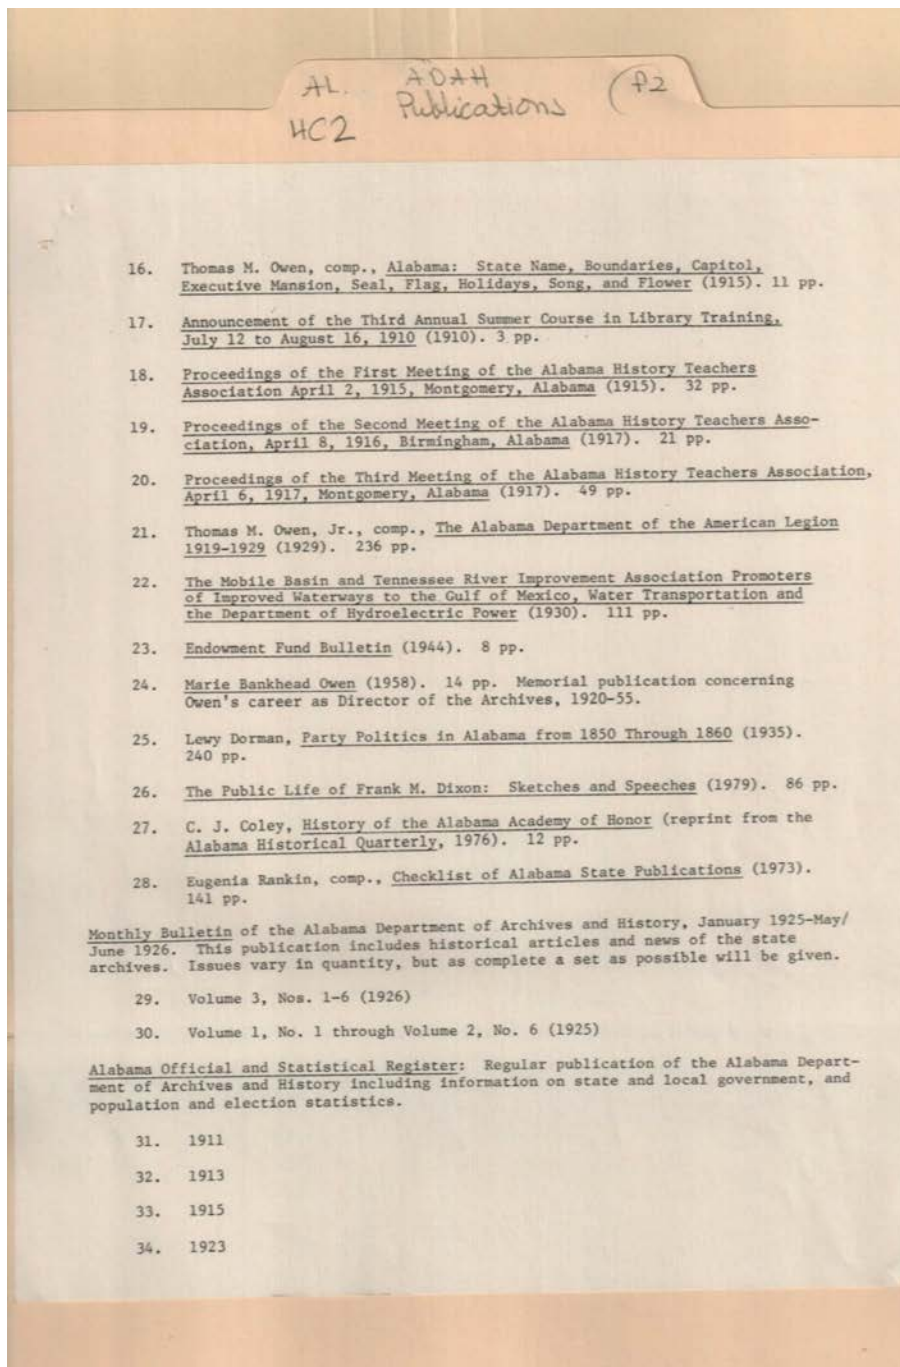 AL. ADAH (P2
4C2 Publications
16. Thomas M. Owen, comp., Alabama: State Name, Boundaries, Capitol,
Executive Mansion, Seal, Flag, Holidays, Song, and Flower (1915). 11 pp.
17. Announcement of the Third Annual Summer Course in Library Training,
July 12 to August 16, 1910 (1910). 3 pp.
18. Proceedings of the First Meeting of the Alabama History Teachers
Association April 2, 1915, Montgomery, Alabama (1915). 32 pp.
19. Proceedings of the Second Meeting of the Alabama History Teachers Asso-
ciation, April 8, 1916, Birmingham, Alabama (1917). 21 pp.
20. Proceedings of the Third Meeting of the Alabama History Teachers Association,
April 6, 1917, Montgomery, Alabama (1917). 49 pp.
21. Thomas M. Owen, Jr., comp., The Alabama Department of the American Legion
1919-1929 (1929). 236 pp.
22. The Mobile Basin and Tennessee River Improvement Association Promoters
of Improved Waterways to the Gulf of Mexico, Water Transportation and
the Department of Hydroelectric Power (1930). 111 pp.
23. Endowment Fund Bulletin (1944). 8 pp.
24. Marie Bankhead Owen (1958). 14 pp. Memorial publication concerning
Owen's career as Director of the Archives, 1920-55.
25. Lewy Dorman, Party Politics in Alabama from 1850 Through 1860 (1935).
240 pp.
26. The Public Life of Frank M. Dixon: Sketches and Speeches (1979). 86 pp.
27. C. J. Coley, History of the Alabama Academy of Honor (reprint from the
Alabama Historical Quarterly, 1976). 12 pp.
28. Eugenia Rankin, comp., Checklist of Alabama State Publications (1973).
141 pp.
Monthly Bulletin of the Alabama Department of Archives and History, January 1925-May/
June 1926. This publication includes historical articles and news of the state
archives. Issues vary in quantity, but as complete a set as possible will be given.
29. Volume 3, Nos. 1-6 (1926)
30. Volume 1, No. 1 through Volume 2, No. 6 (1925)
Alabama Official and Statistical Register: Regular publication of the Alabama Depart-
ment of Archives and History including information on state and local government, and
population and election statistics.
31. 1911
32. 1913
33. 1915
34. 1923